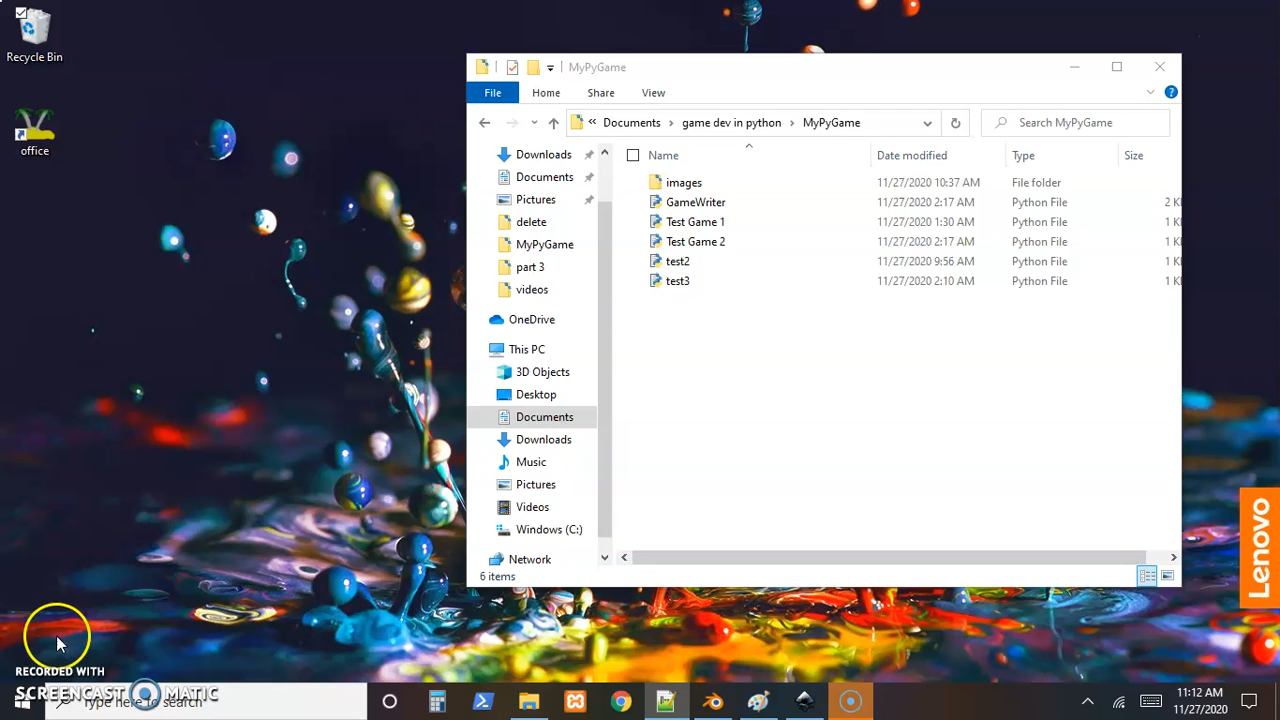 Recycle Bin
office
MyPyGame
File Home Share View
« Documents > game dev in python > MyPyGame
Search MyPyGame
Name Date modified Type Size
images 11/27/2020 10:37 AM File folder
GameWriter 11/27/2020 2:17 AM Python File 2 K
Test Game 1 11/27/2020 1:30 AM Python File 1 K
Test Game 2 11/27/2020 2:17 AM Python File 1 K
test2 11/27/2020 9:56 AM Python File 1 K
test3 11/27/2020 2:10 AM Python File 1 K
Downloads
Documents
Pictures
delete
MyPyGame
part 3
videos
OneDrive
This PC
3D Objects
Desktop
Documents
Downloads
Music
Pictures
Videos
Windows (C:)
Network
6 items
Lenovo
RECORDED WITH
SCREENCAST MATIC
Type here to search
11:12 AM
11/27/2020